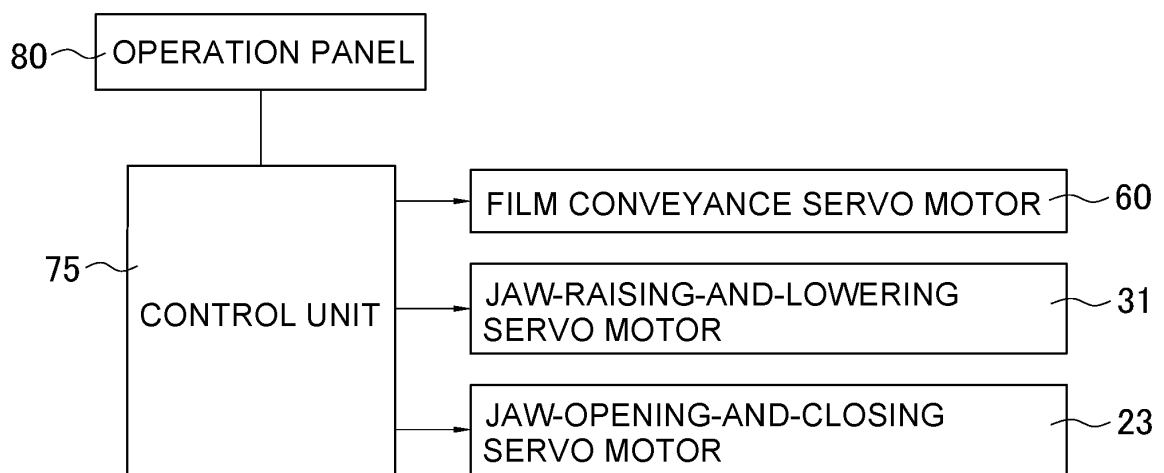 80
OPERATION PANEL
FILM CONVEYANCE SERVO MOTOR
60
75
CONTROL UNIT
JAW-RAISING-AND-LOWERING
SERVO MOTOR
31
JAW-OPENING-AND-CLOSING
SERVO MOTOR
23